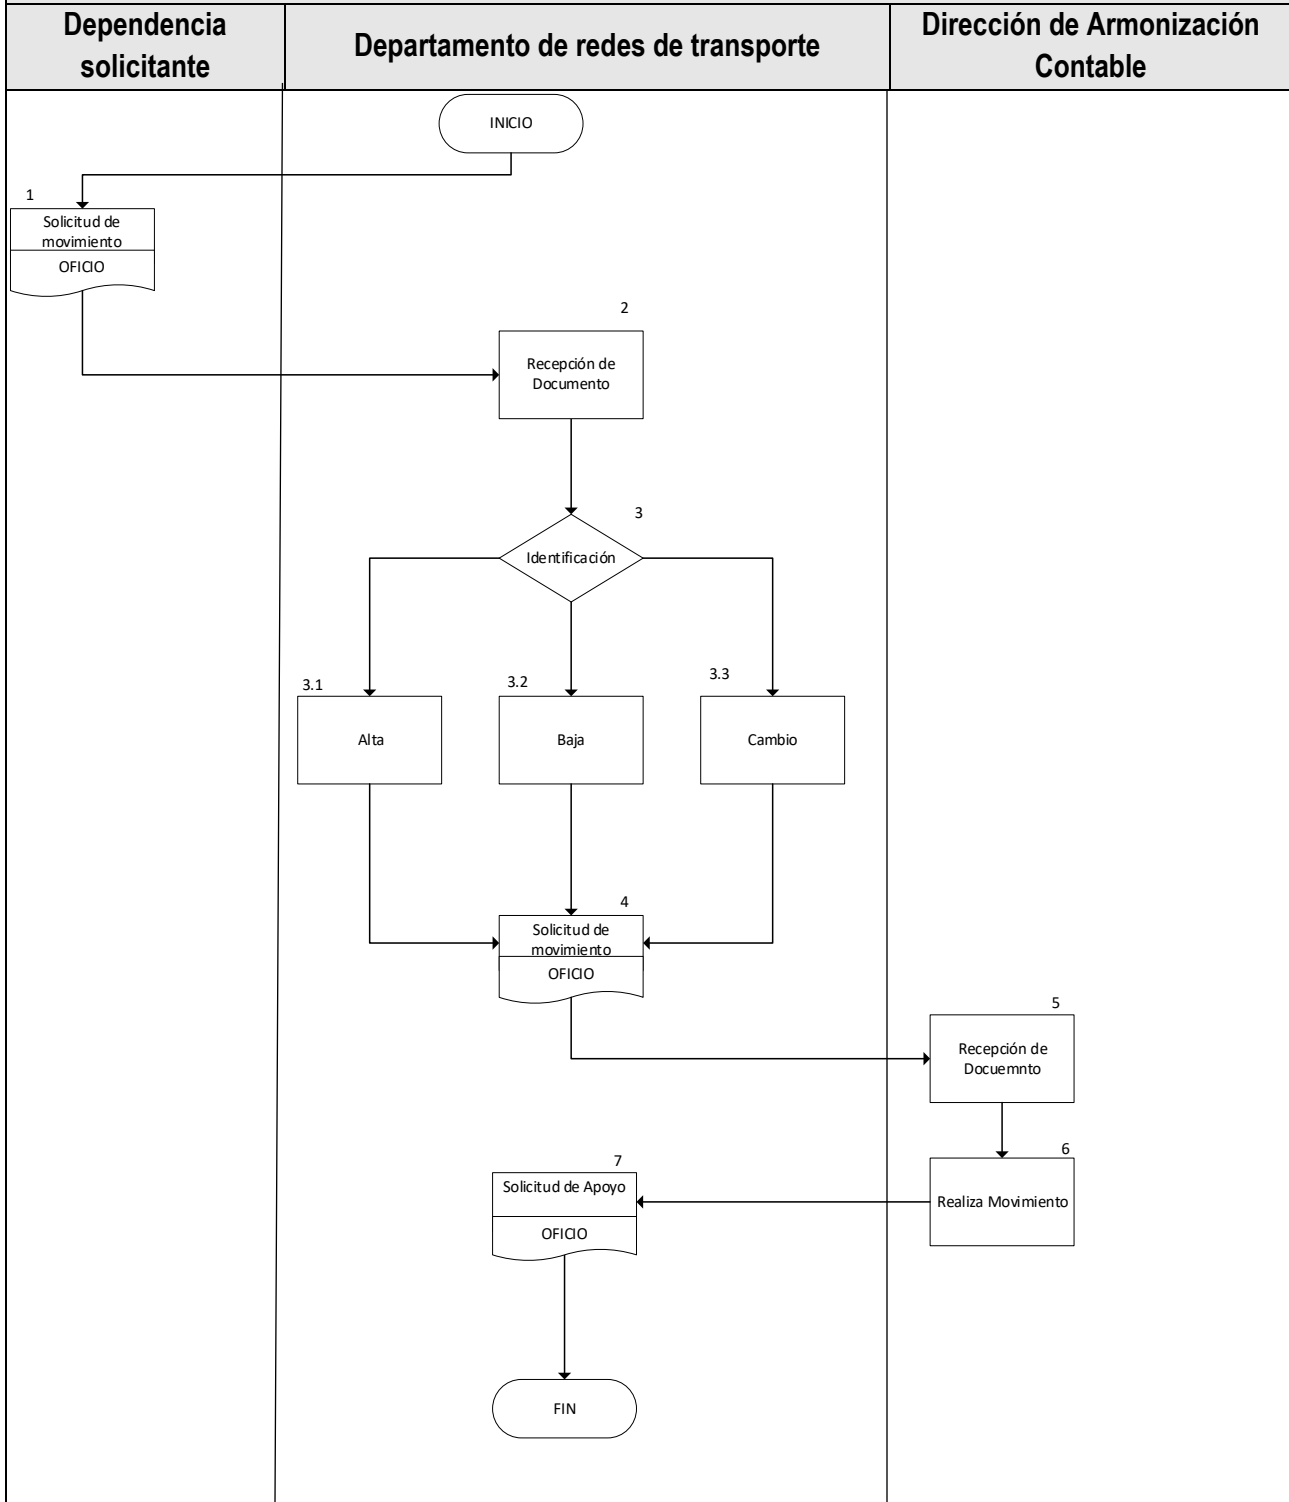 Dependencia
solicitante
Departamento de redes de transporte
Dirección de Armonización
Contable
INICIO
1
Solicitud de
movimiento
OFICIO
2
Recepción de
Documento
3
Identificación
3.1
Alta
3.2
Baja
3.3
Cambio
4
Solicitud de
movimiento
OFICIO
5
Recepción de
Docuemnto
6
Realiza Movimiento
7
Solicitud de Apoyo
OFICIO
FIN